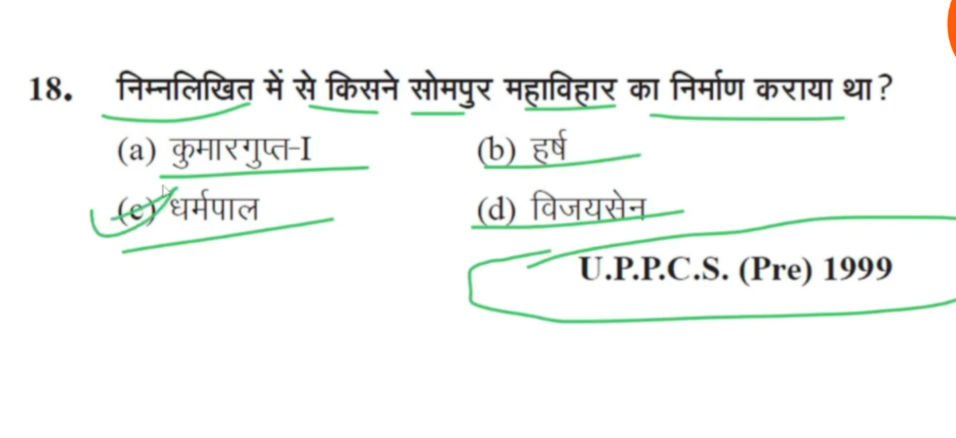 18. निम्नलिखित में से किसने सोमपुर महाविहार का निर्माण कराया था?
(a) कुमारगुप्त-I (b) हर्ष
(c) धर्मपाल (d) विजयसेन
U.P.P.C.S. (Pre) 1999